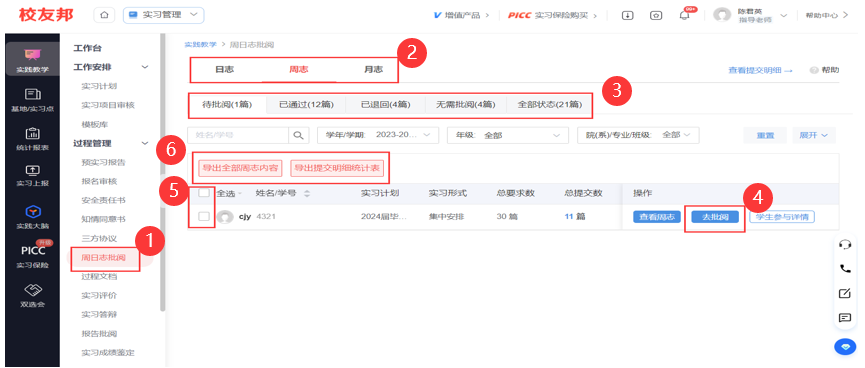 校友邦 实习管理 增值产品 PICC 实习保险购买 99+ 陈君英 指导老师 帮助中心
实践教学
基地/实习点
统计报表
实习上报
实践大脑
PICC 升级
实习保险
双选会
工作台
工作安排
实习计划
实习项目审核
模板库
过程管理
预实习报告
报名审核
安全责任书
知情同意书
三方协议
周日志批阅
过程文档
实习评价
实习答辩
报告批阅
实习成绩鉴定
1
实践教学 > 周日志批阅
日志 周志 月志 2
查看提交明细 → 帮助
待批阅(1篇) 已通过(12篇) 已退回(4篇) 无需批阅(4篇) 全部状态(21篇) 3
姓名/学号 学年/学期: 2023-20... 年级: 全部 院(系)/专业/班级: 全部 重置 展开
6 导出全部周志内容 导出提交明细统计表
5 全选 姓名/学号 实习计划 实习形式 总要求数 总提交数 操作
4
cjy 4321 2024届毕... 集中安排 30 篇 11 篇 查看周志 去批阅 学生参与详情